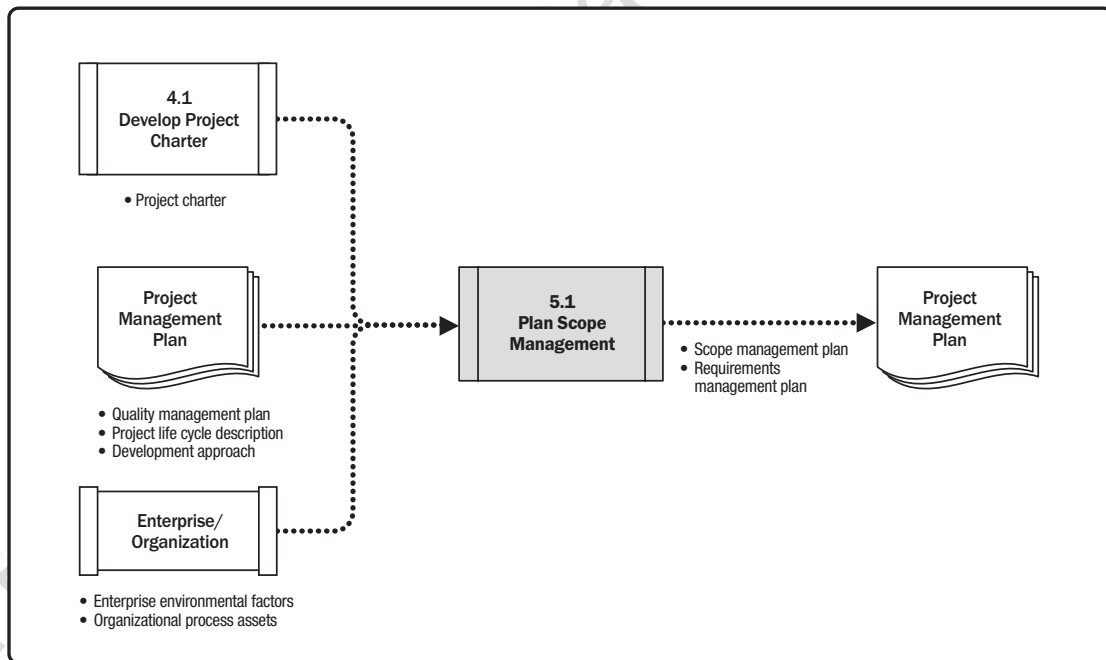 4.1
Develop Project
Charter
• Project charter
Project
Management
Plan
• Quality management plan
• Project life cycle description
• Development approach
Enterprise/
Organization
• Enterprise environmental factors
• Organizational process assets
5.1
Plan Scope
Management
• Scope management plan
• Requirements
management plan
Project
Management
Plan